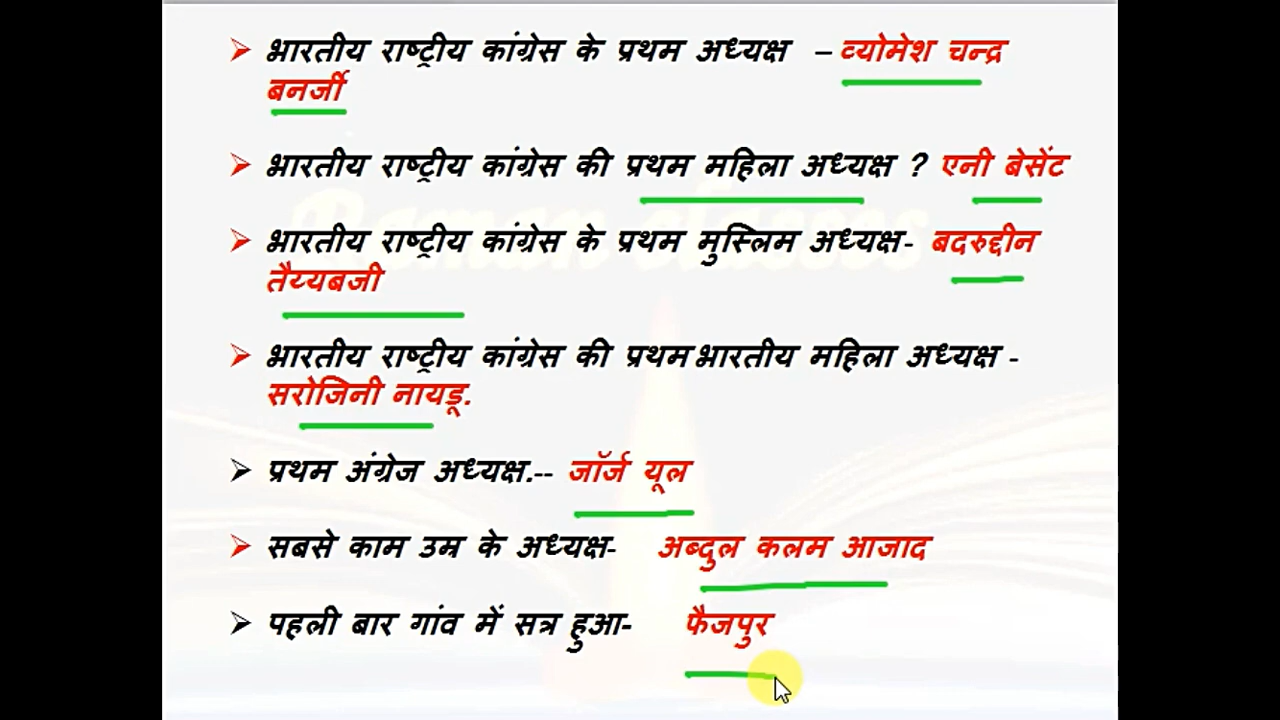 भारतीय राष्ट्रीय कांग्रेस के प्रथम अध्यक्ष – व्योमेश चन्द्र
बनर्जी
भारतीय राष्ट्रीय कांग्रेस की प्रथम महिला अध्यक्ष ? एनी बेसेंट
भारतीय राष्ट्रीय कांग्रेस के प्रथम मुस्लिम अध्यक्ष- बदरुद्दीन
तैय्यबजी
भारतीय राष्ट्रीय कांग्रेस की प्रथम भारतीय महिला अध्यक्ष -
सरोजिनी नायडू.
प्रथम अंग्रेज अध्यक्ष.-- जॉर्ज यूल
सबसे काम उम्र के अध्यक्ष- अब्दुल कलम आजाद
पहली बार गांव में सत्र हुआ- फैजपुर